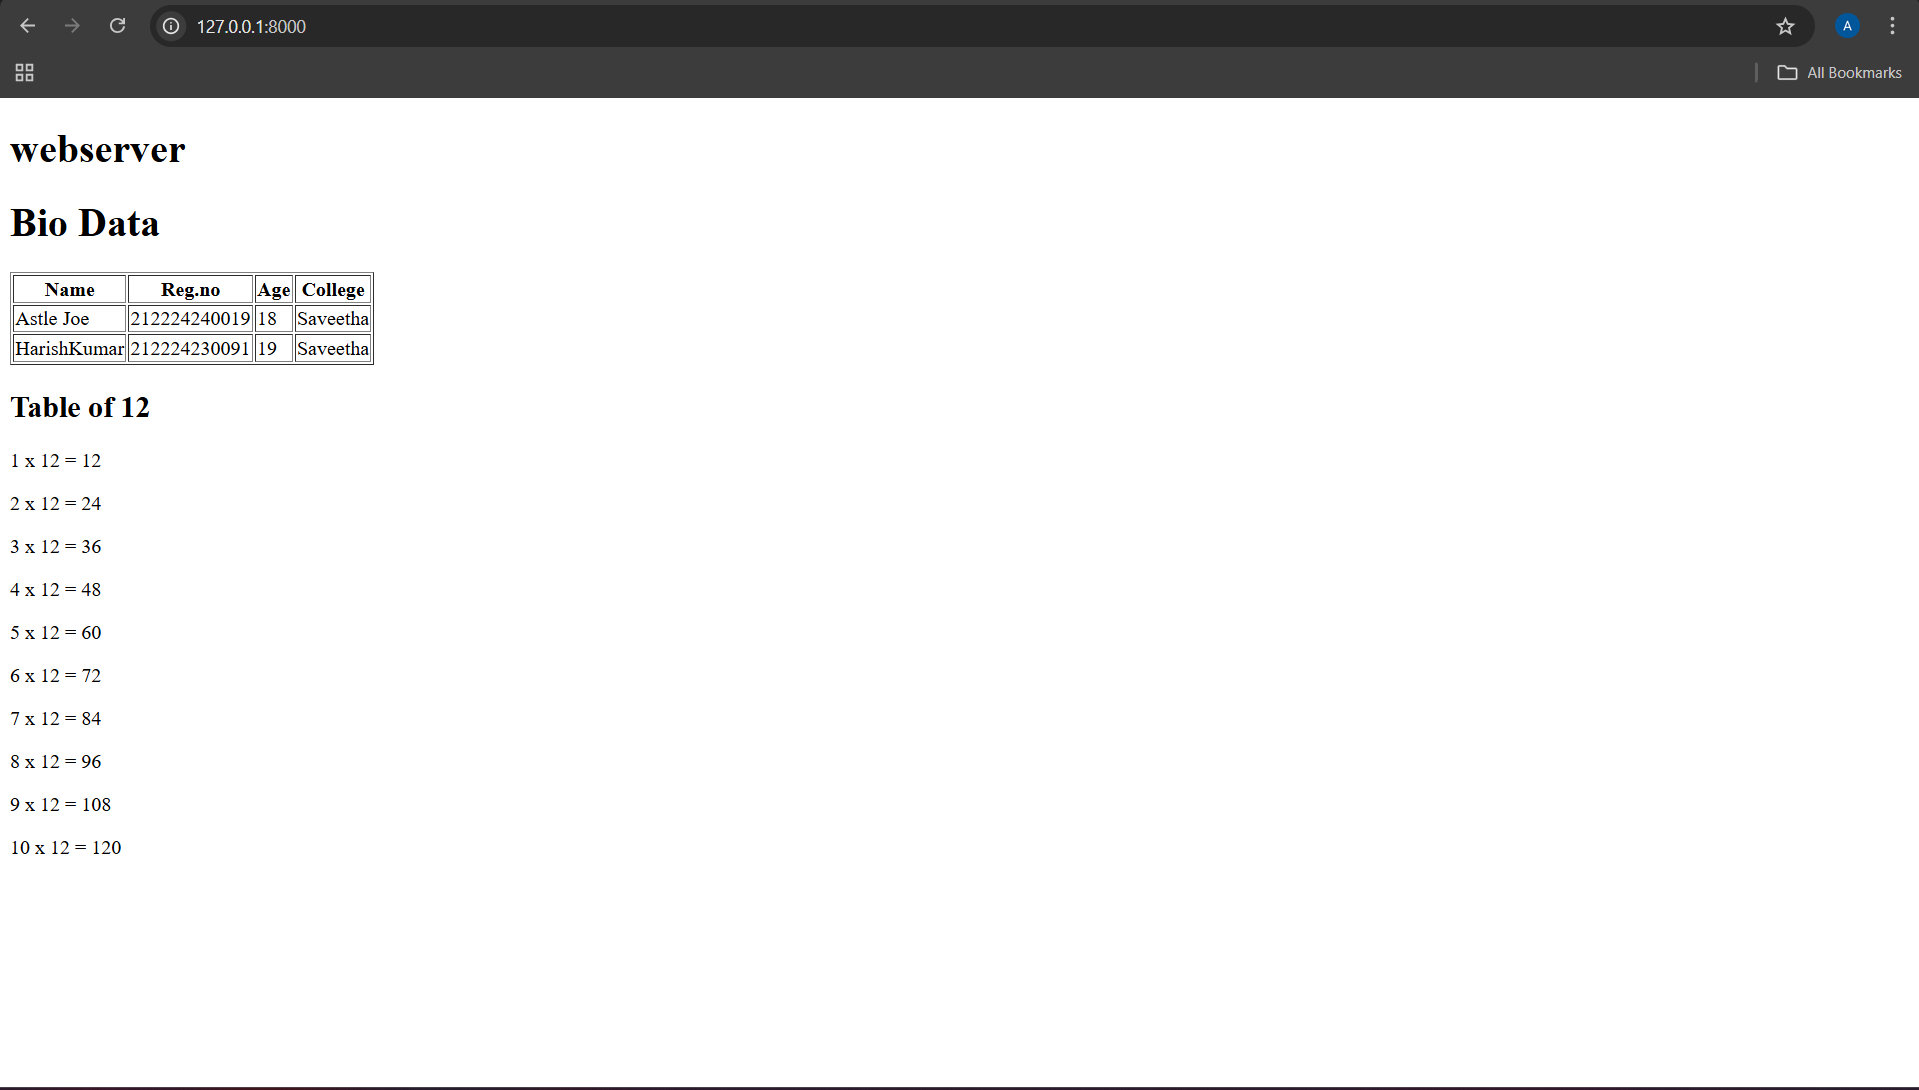 127.0.0.1:8000
A
All Bookmarks
webserver
Bio Data
Name Reg.no Age College
Astle Joe 212224240019 18 Saveetha
HarishKumar 212224230091 19 Saveetha
Table of 12
1 x 12 = 12
2 x 12 = 24
3 x 12 = 36
4 x 12 = 48
5 x 12 = 60
6 x 12 = 72
7 x 12 = 84
8 x 12 = 96
9 x 12 = 108
10 x 12 = 120